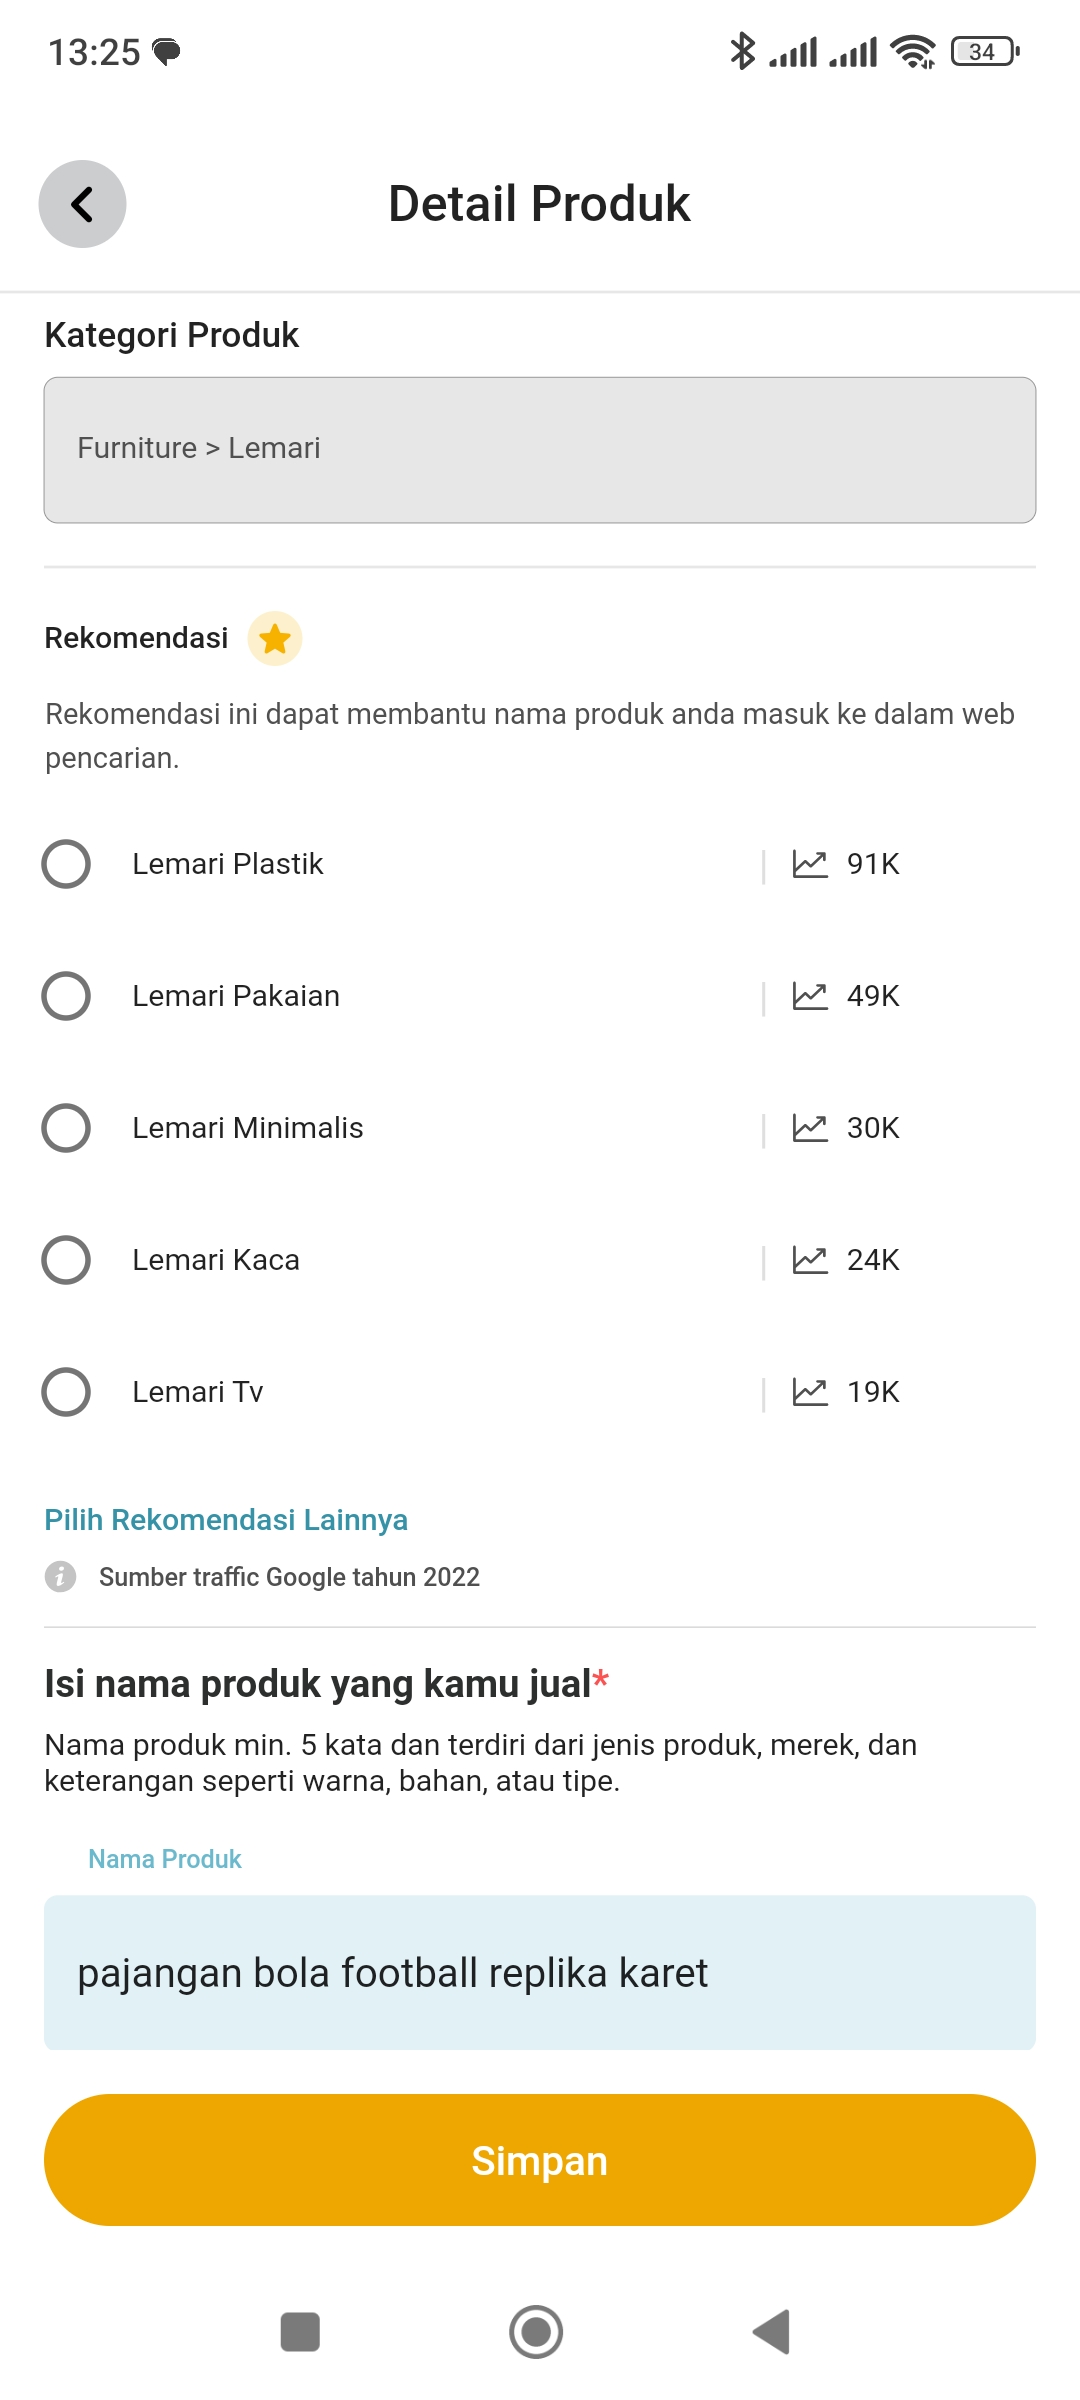 13:25
34
Detail Produk
Kategori Produk
Furniture > Lemari
Rekomendasi
Rekomendasi ini dapat membantu nama produk anda masuk ke dalam web
pencarian.
Lemari Plastik 91K
Lemari Pakaian 49K
Lemari Minimalis 30K
Lemari Kaca 24K
Lemari Tv 19K
Pilih Rekomendasi Lainnya
Sumber traffic Google tahun 2022
Isi nama produk yang kamu jual*
Nama produk min. 5 kata dan terdiri dari jenis produk, merek, dan
keterangan seperti warna, bahan, atau tipe.
Nama Produk
pajangan bola football replika karet
Simpan